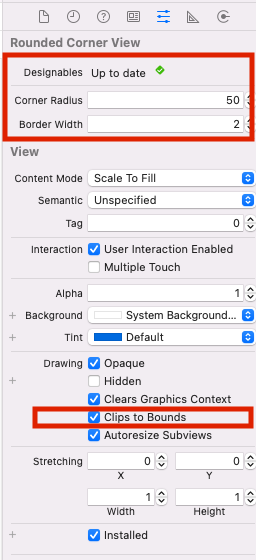 Rounded Corner View
Designables Up to date
Corner Radius 50
Border Width 2
View
Content Mode Scale To Fill
Semantic Unspecified
Tag 0
Interaction User Interaction Enabled
Multiple Touch
Alpha 1
+ Background System Background...
+ Tint Default
Drawing Opaque
+ Hidden
Clears Graphics Context
Clips to Bounds
Autoresize Subviews
Stretching 0 0
X Y
1 1
Width Height
+ Installed